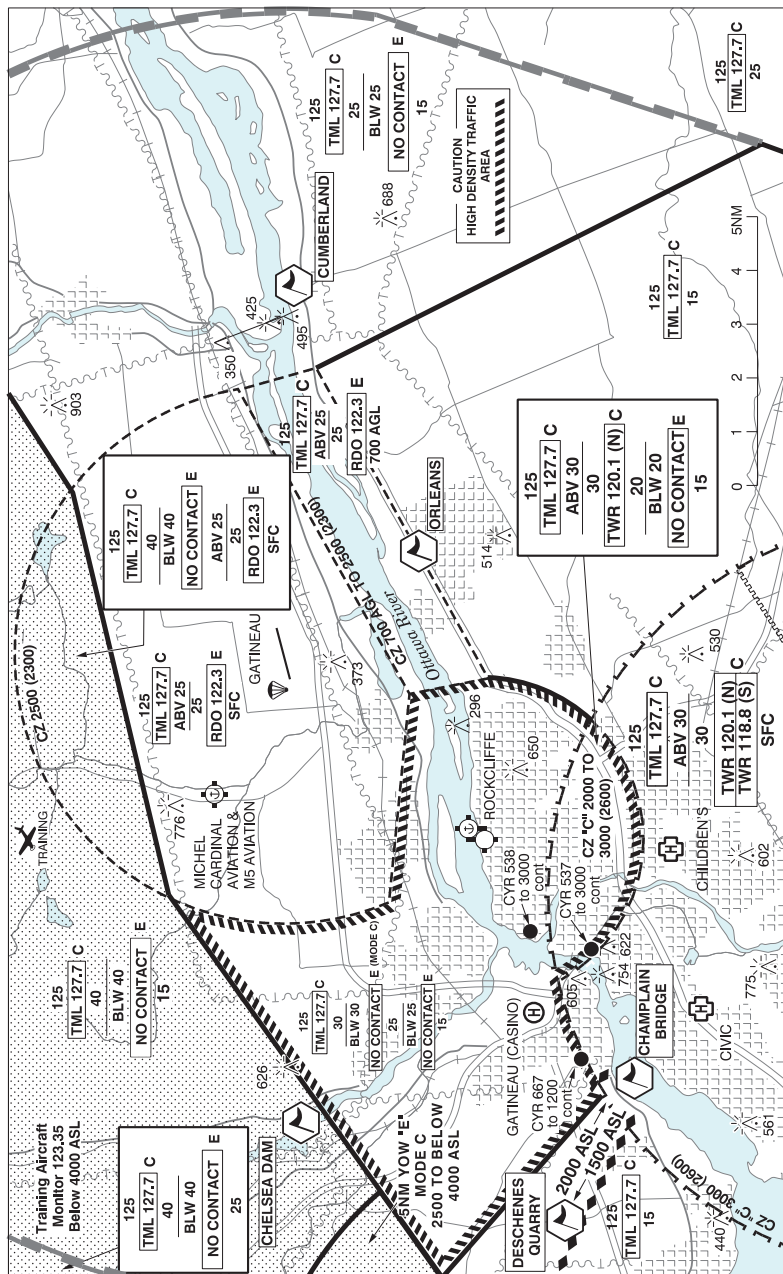 Training Aircraft
Monitor 123.35
Below 4000 ASL
125
TML 127.7 C
40
BLW 40
NO CONTACT E
25
CHELSEA DAM
125
TML 127.7 C
40
BLW 40
NO CONTACT E
15
626
TRAINING
CZ 2500 (2300)
776
MICHEL
CARDINAL
AVIATION &
M5 AVIATION
125
TML 127.7 C
ABV 25
25
RDO 122.3 E
SFC
GATINEAU
373
125
TML 127.7 C
40
BLW 40
NO CONTACT E
ABV 25
25
RDO 122.3 E
SFC
903
350
425
495
CUMBERLAND
688
125
TML 127.7 C
25
BLW 25
NO CONTACT E
15
CAUTION
HIGH DENSITY TRAFFIC
AREA
125
TML 127.7 C
25
5NM YOW "E"
MODE C
2500 TO BELOW
4000 ASL
125
TML 127.7 C
30
BLW 30
NO CONTACT E (MODE C)
25
BLW 25
NO CONTACT E
15
125
TML 127.7 C
ABV 25
25
RDO 122.3 E
700 AGL
CZ 700 AGL TO 2500 (2300)
Ottawa River
ORLEANS
514
296
650
ROCKCLIFFE
CYR 538
to 3000
cont
CYR 537
to 3000
cont
CZ "C" 2000 TO
3000 (2600)
GATINEAU (CASINO)
H
CYR 667
to 1200
cont
605
754
622
DESCHENES
QUARRY
2000 ASL
1500 ASL
125
TML 127.7 C
15
CHAMPLAIN
BRIDGE
CIVIC
CHILDREN'S
602
775
561
440
CZ "C" 3000 (2600)
530
125
TML 127.7 C
ABV 30
30
TWR 120.1 (N) C
TWR 118.8 (S)
SFC
125
TML 127.7 C
ABV 30
30
TWR 120.1 (N) C
20
BLW 20
NO CONTACT E
15
125
TML 127.7 C
15
0
1
2
3
4
5NM